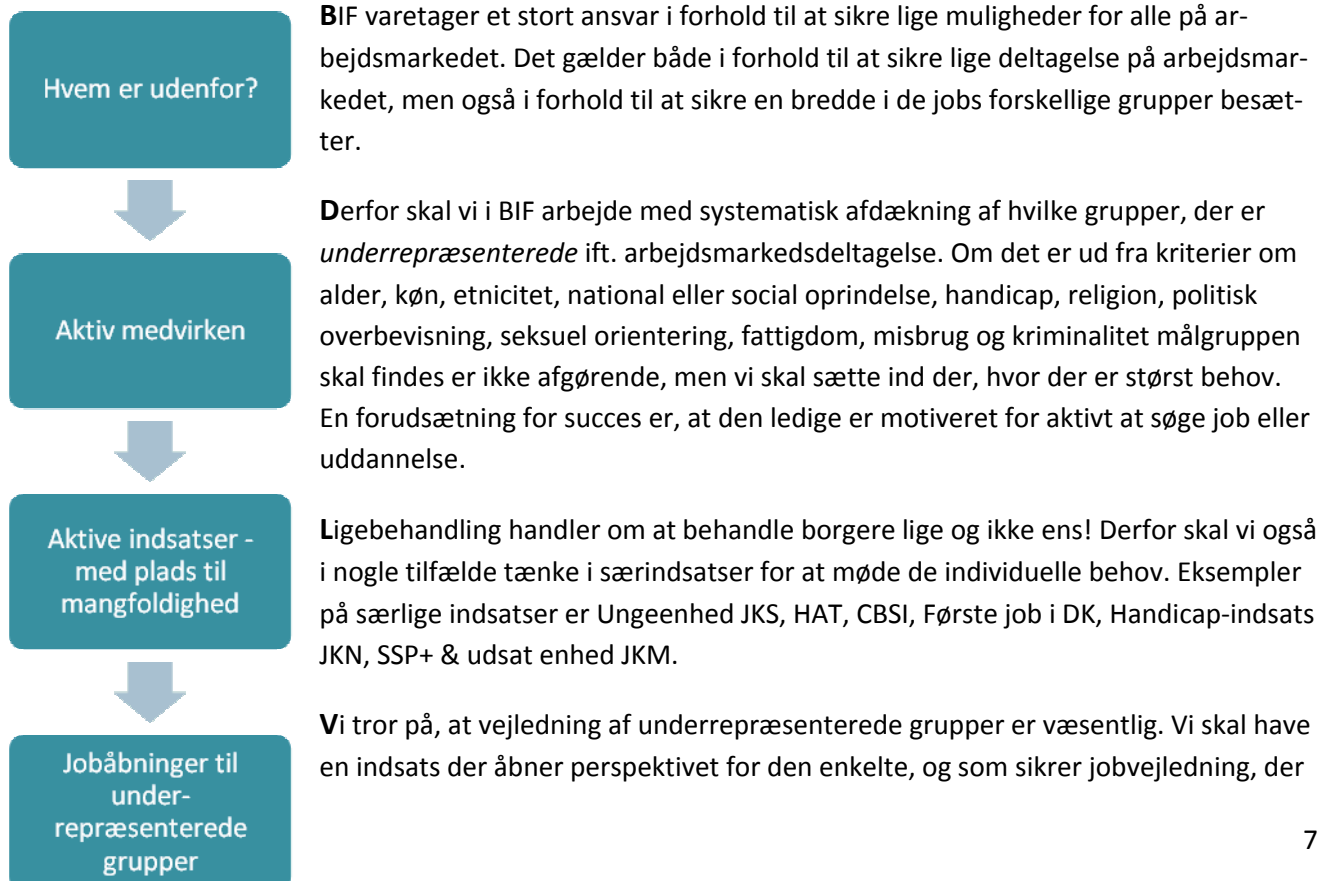 Hvem er udenfor?
Aktiv medvirken
Aktive indsatser -
med plads til
mangfoldighed
Jobåbninger til
under-
repræsenterede
grupper
BIF varetager et stort ansvar i forhold til at sikre lige muligheder for alle på ar-
bejdsmarkedet. Det gælder både i forhold til at sikre lige deltagelse på arbejdsmar-
kedet, men også i forhold til at sikre en bredde i de jobs forskellige grupper besæt-
ter.
Derfor skal vi i BIF arbejde med systematisk afdækning af hvilke grupper, der er
underrepræsenterede ift. arbejdsmarkedsdeltagelse. Om det er ud fra kriterier om
alder, køn, etnicitet, national eller social oprindelse, handicap, religion, politisk
overbevisning, seksuel orientering, fattigdom, misbrug og kriminalitet målgruppen
skal findes er ikke afgørende, men vi skal sætte ind der, hvor der er størst behov.
En forudsætning for succes er, at den ledige er motiveret for aktivt at søge job eller
uddannelse.
Ligebehandling handler om at behandle borgere lige og ikke ens! Derfor skal vi også
i nogle tilfælde tænke i særindsatser for at møde de individuelle behov. Eksempler
på særlige indsatser er Ungeenhed JKS, HAT, CBSI, Første job i DK, Handicap-indsats
JKN, SSP+ & udsat enhed JKM.
Vi tror på, at vejledning af underrepræsenterede grupper er væsentlig. Vi skal have
en indsats der åbner perspektivet for den enkelte, og som sikrer jobvejledning, der
7